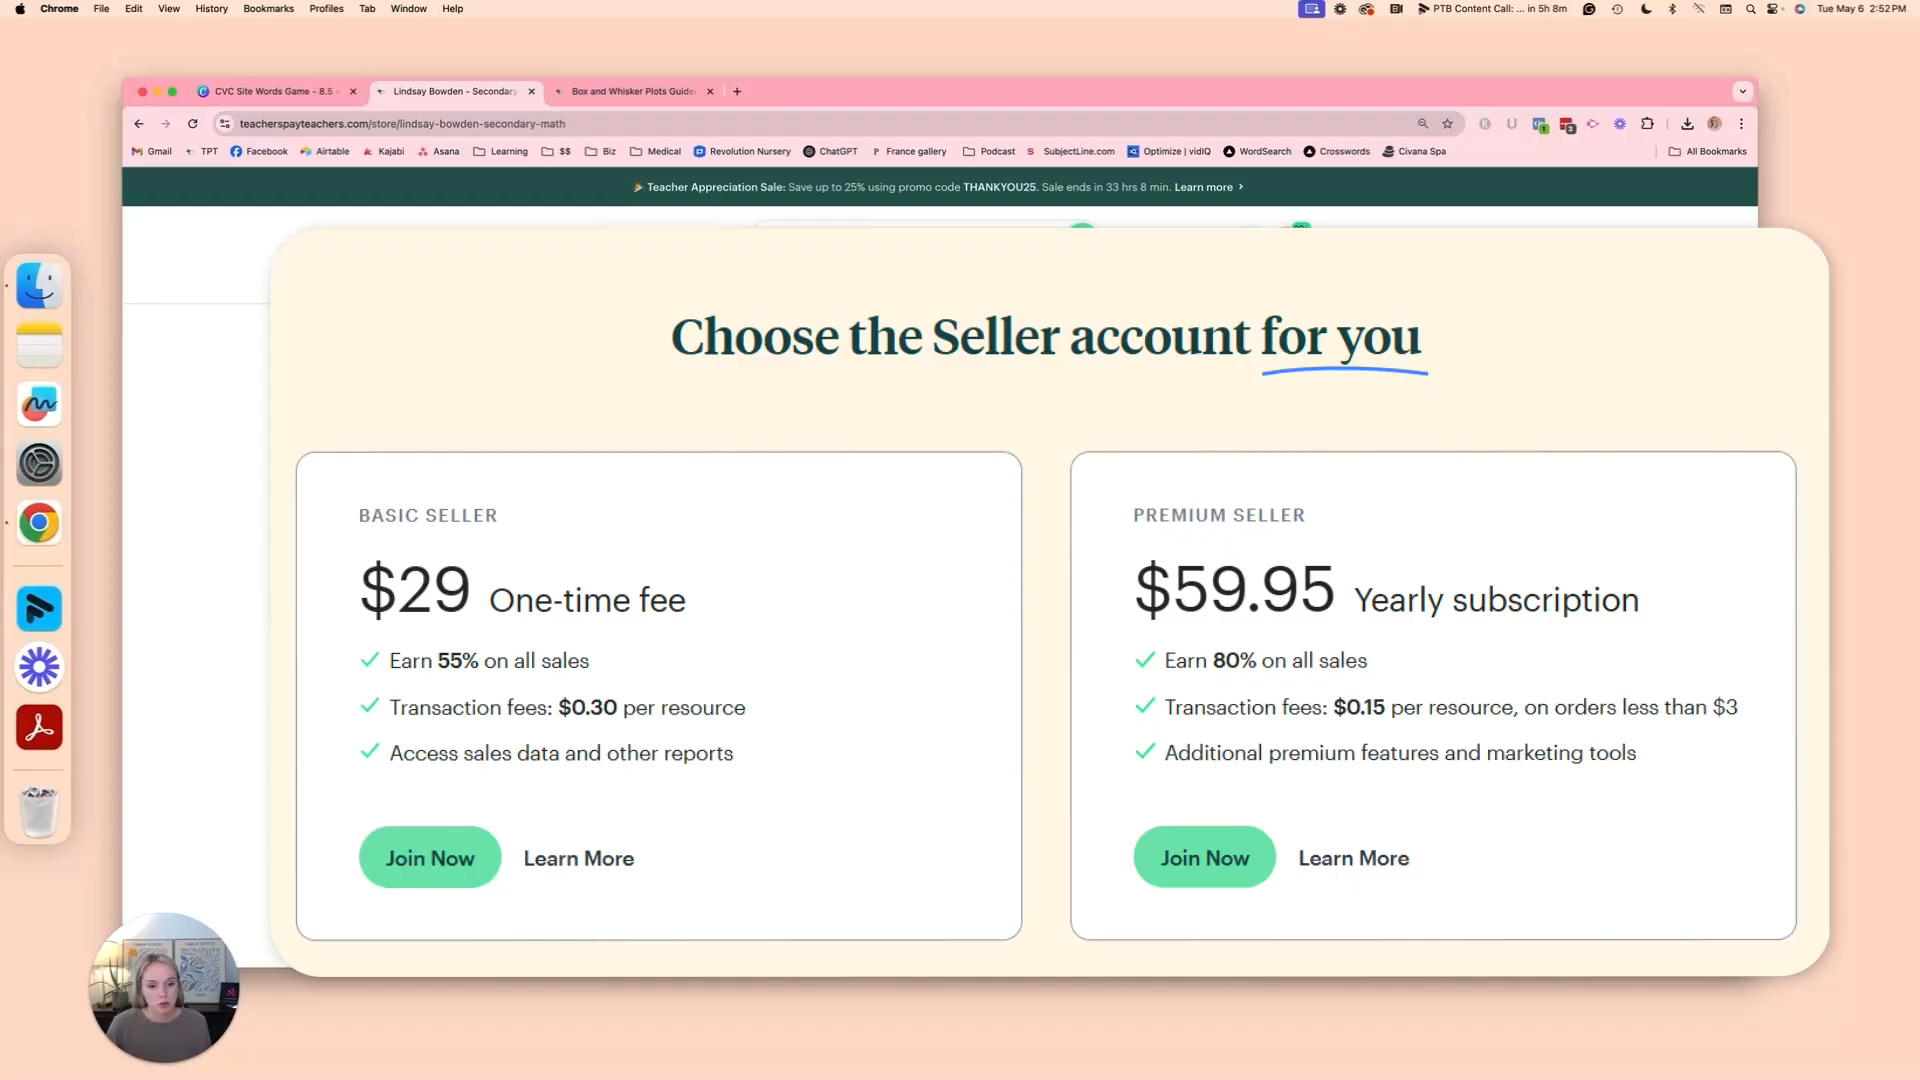 Chrome File Edit View History Bookmarks Profiles Tab Window Help
PTB Content Call: ... in 5h 8m
Tue May 6 2:52PM
CVC Site Words Game - 8.5
Lindsay Bowden - Secondary
Box and Whisker Plots Guide
teacherspayteachers.com/store/lindsay-bowden-secondary-math
Gmail TPT Facebook Airtable Kajabi Asana Learning $$ Biz Medical Revolution Nursery ChatGPT France gallery Podcast SubjectLine.com Optimize | vidIQ WordSearch Crosswords Civana Spa All Bookmarks
Teacher Appreciation Sale: Save up to 25% using promo code THANKYOU25. Sale ends in 33 hrs 8 min. Learn more
Choose the Seller account for you
BASIC SELLER
$29 One-time fee
Earn 55% on all sales
Transaction fees: $0.30 per resource
Access sales data and other reports
Join Now Learn More
PREMIUM SELLER
$59.95 Yearly subscription
Earn 80% on all sales
Transaction fees: $0.15 per resource, on orders less than $3
Additional premium features and marketing tools
Join Now Learn More